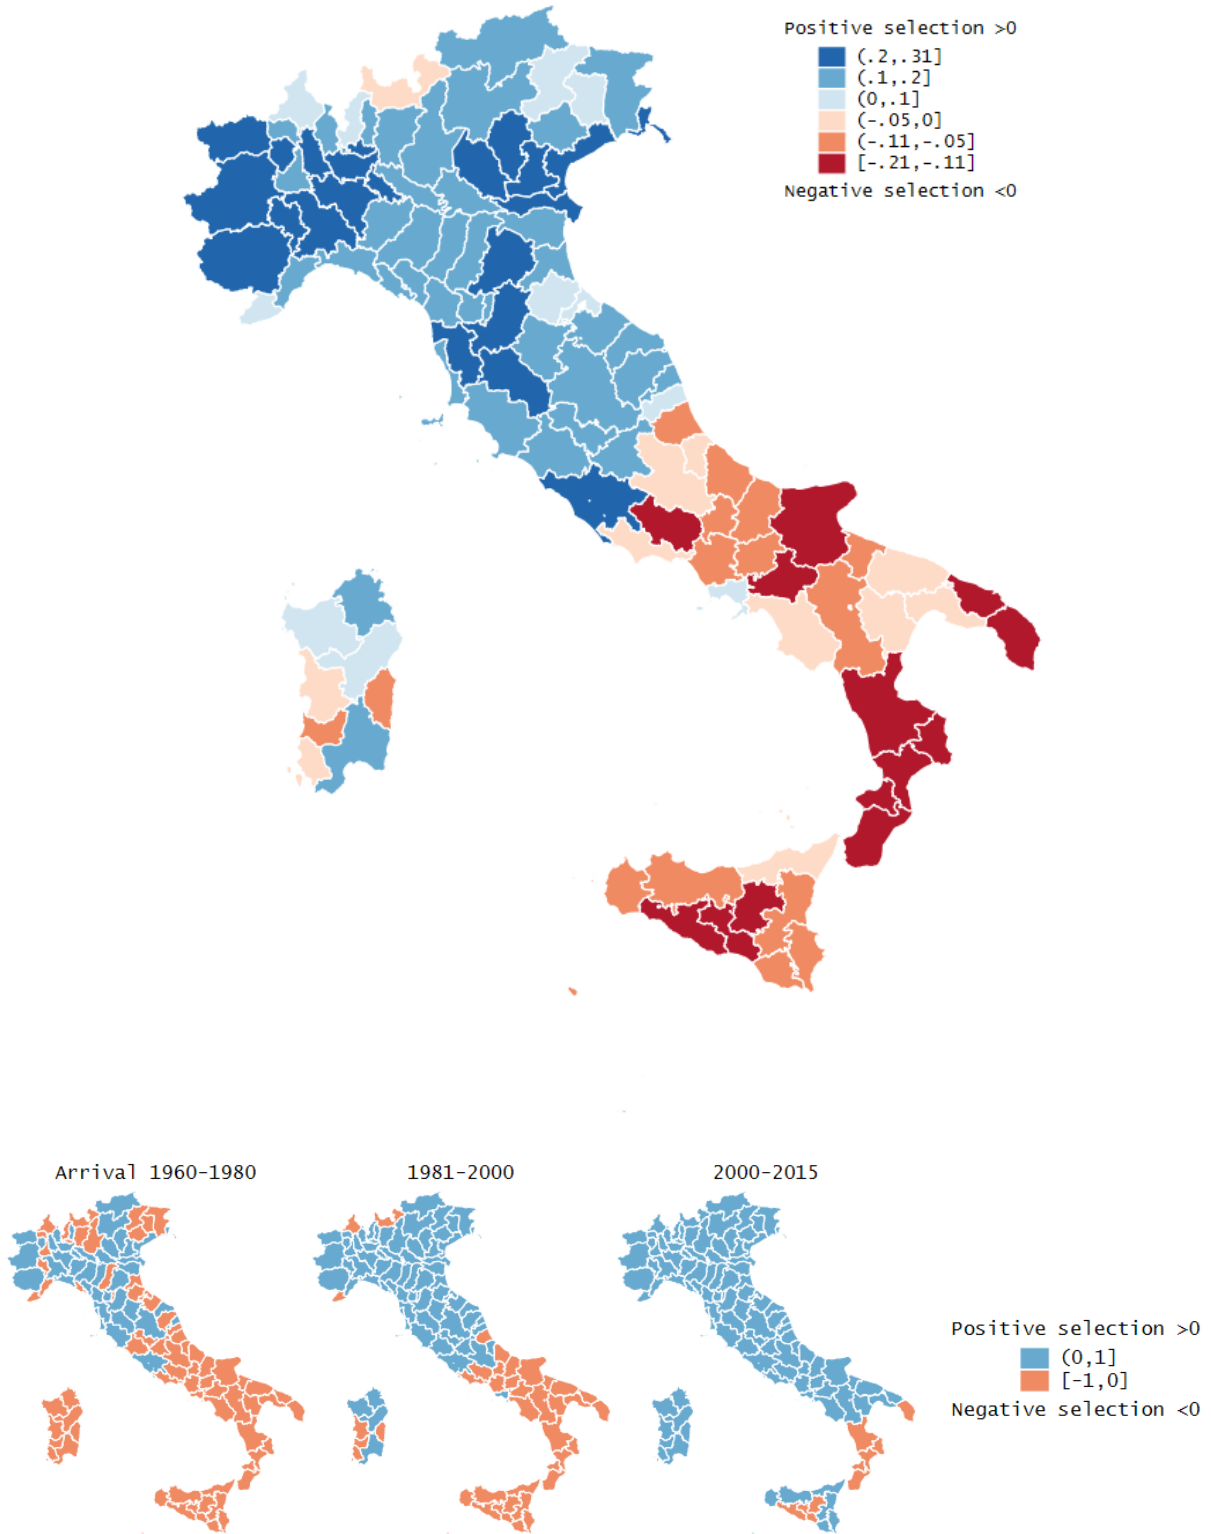 Positive selection >0
(.2,.31]
(.1,.2]
(0,.1]
(-.05,0]
(-.11,-.05]
[-.21,-.11]
Negative selection <0
Arrival 1960-1980
1981-2000
2000-2015
Positive selection >0
(0,1]
[-1,0]
Negative selection <0